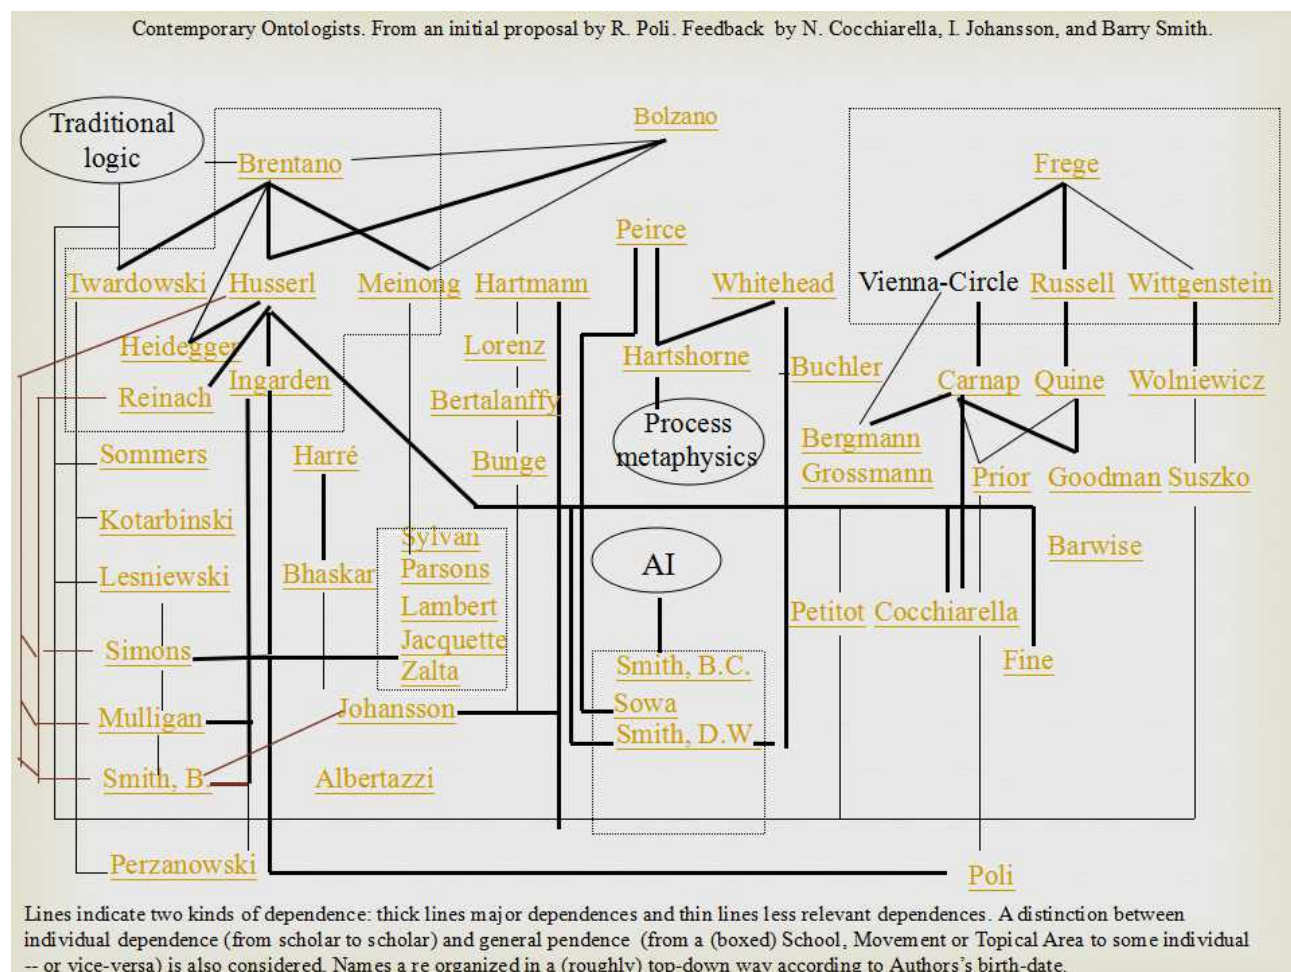 Contemporary Ontologists. From an initial proposal by R. Poli. Feedback by N. Cocchiarella, I. Johansson, and Barry Smith.
Traditional
logic
Bolzano
Brentano
Frege
Peirce
Twardowski
Husserl
Meinong
Hartmann
Whitehead
Vienna-Circle
Russell
Wittgenstein
Heidegger
Lorenz
Hartshorne
Buchler
Reinach
Ingarden
Bertalanffy
Carnap
Quine
Wolniewicz
Process
metaphysics
Bergmann
Sommers
Harré
Bunge
Grossmann
Prior
Goodman
Suszko
Kotarbinski
Sylvan
Barwise
Lesniewski
Bhaskar
Parsons
AI
Lambert
Petitot
Cocchiarella
Simons
Jacquette
Zalta
Smith, B.C.
Fine
Mulligan
Johansson
Sowa
Smith, D.W.
Smith, B.
Albertazzi
Perzanowski
Poli
Lines indicate two kinds of dependence: thick lines major dependences and thin lines less relevant dependences. A distinction between
individual dependence (from scholar to scholar) and general pendence (from a (boxed) School, Movement or Topical Area to some individual
-- or vice-versa) is also considered. Names a re organized in a (roughly) top-down way according to Authors's birth-date.